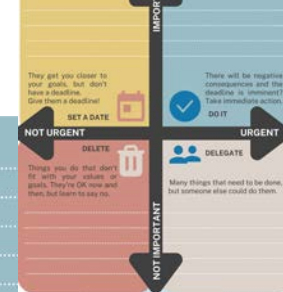 IMPOR
They get you closer to
your goals, but don't
have a deadline.
Give them a deadline!
SET A DATE
There will be negative
consequences and the
deadline is imminent?
Take immediate action.
DO IT
NOT URGENT
URGENT
DELETE
Things you do that don't
fit with your values or
goals. They're OK now and
then, but learn to say no.
DELEGATE
Many things that need to be done,
but someone else could do them.
NOT IMPORTANT